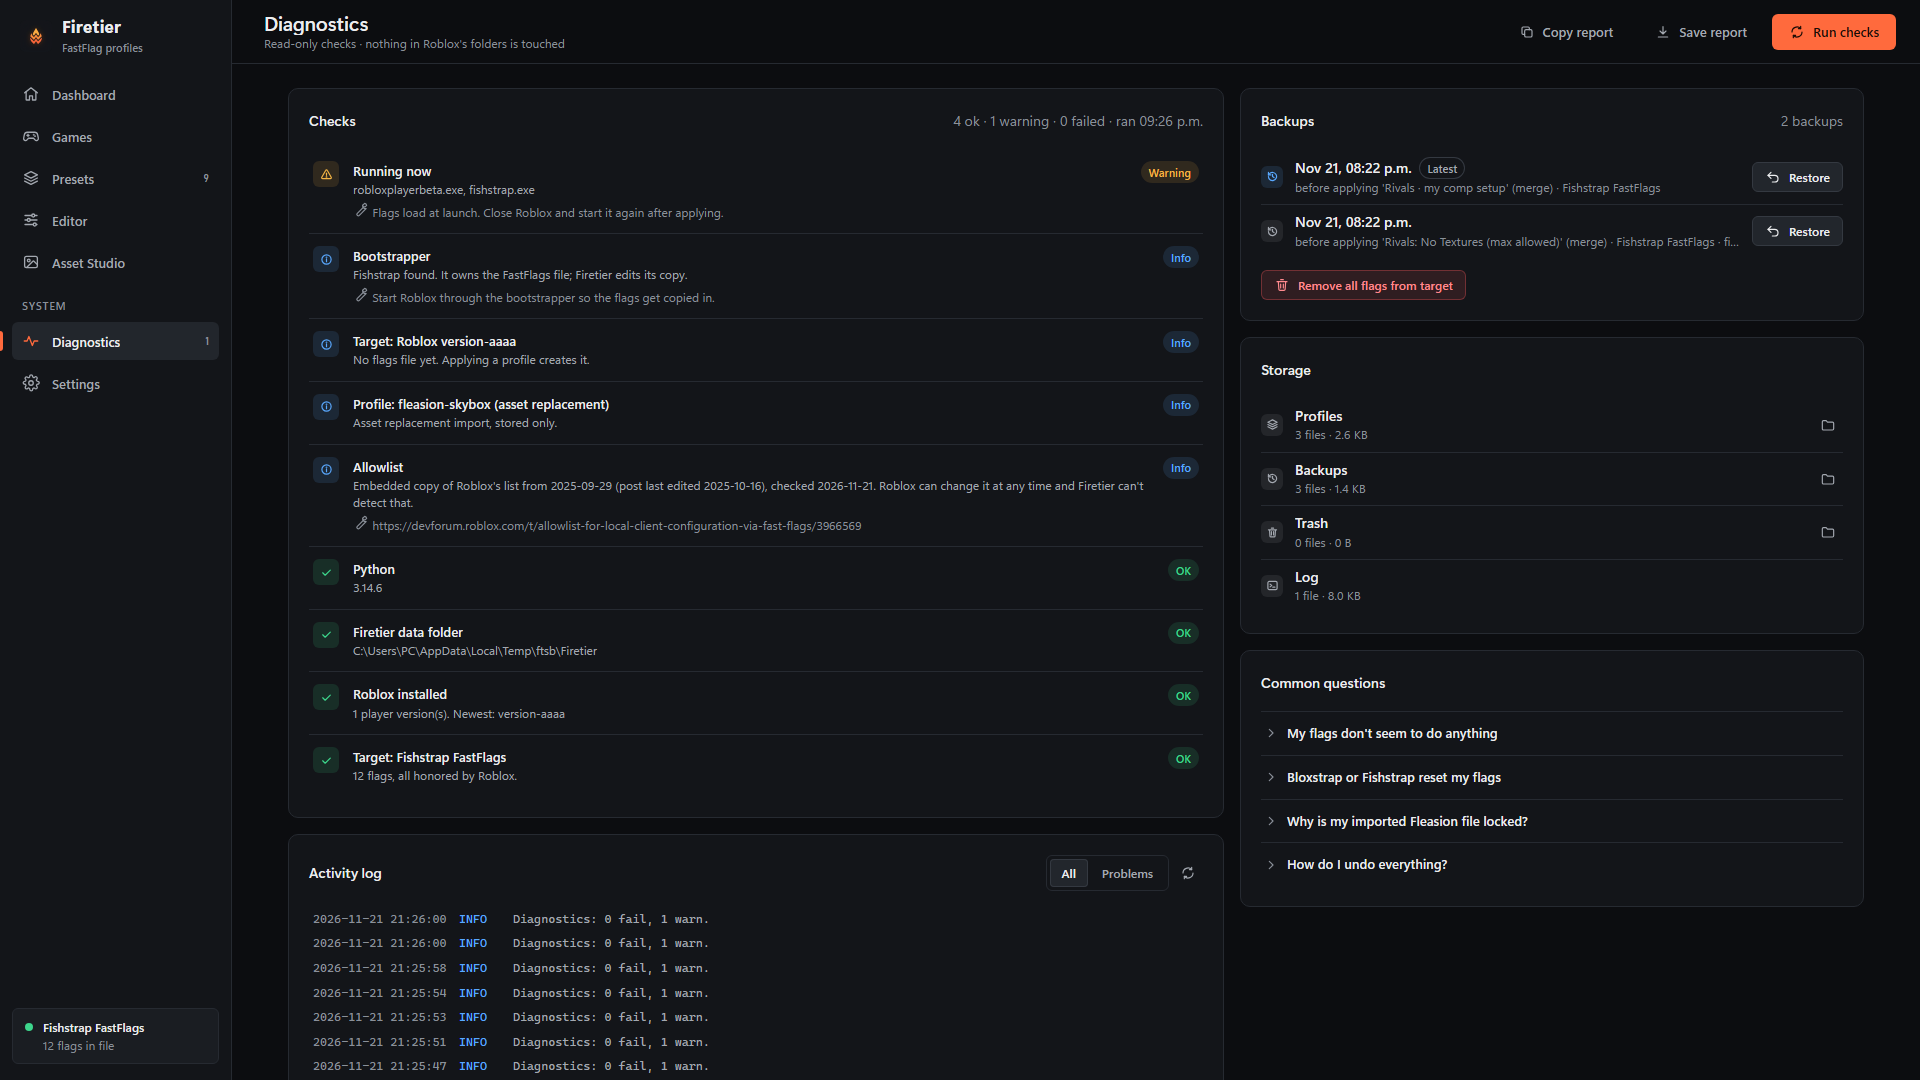 Firetier
FastFlag profiles
Dashboard
Games
Presets 9
Editor
Asset Studio
SYSTEM
Diagnostics 1
Settings
Fishstrap FastFlags
12 flags in file
Diagnostics
Read-only checks · nothing in Roblox's folders is touched
Copy report
Save report
Run checks
Checks
4 ok · 1 warning · 0 failed · ran 09:26 p.m.
Running now
Warning
robloxplayerbeta.exe, fishstrap.exe
Flags load at launch. Close Roblox and start it again after applying.
Bootstrapper
Info
Fishstrap found. It owns the FastFlags file; Firetier edits its copy.
Start Roblox through the bootstrapper so the flags get copied in.
Target: Roblox version-aaaa
Info
No flags file yet. Applying a profile creates it.
Profile: fleasion-skybox (asset replacement)
Info
Asset replacement import, stored only.
Allowlist
Info
Embedded copy of Roblox's list from 2025-09-29 (post last edited 2025-10-16), checked 2026-11-21. Roblox can change it at any time and Firetier can't
detect that.
https://devforum.roblox.com/t/allowlist-for-local-client-configuration-via-fast-flags/3966569
Python
OK
3.14.6
Firetier data folder
OK
C:\Users\PC\AppData\Local\Temp\ftsb\Firetier
Roblox installed
OK
1 player version(s). Newest: version-aaaa
Target: Fishstrap FastFlags
OK
12 flags, all honored by Roblox.
Activity log
All
Problems
2026-11-21 21:26:00 INFO Diagnostics: 0 fail, 1 warn.
2026-11-21 21:26:00 INFO Diagnostics: 0 fail, 1 warn.
2026-11-21 21:25:58 INFO Diagnostics: 0 fail, 1 warn.
2026-11-21 21:25:54 INFO Diagnostics: 0 fail, 1 warn.
2026-11-21 21:25:53 INFO Diagnostics: 0 fail, 1 warn.
2026-11-21 21:25:51 INFO Diagnostics: 0 fail, 1 warn.
2026-11-21 21:25:47 INFO Diagnostics: 0 fail, 1 warn.
Backups
2 backups
Nov 21, 08:22 p.m. Latest
before applying 'Rivals · my comp setup' (merge) · Fishstrap FastFlags
Restore
Nov 21, 08:22 p.m.
before applying 'Rivals: No Textures (max allowed)' (merge) · Fishstrap FastFlags · fi...
Restore
Remove all flags from target
Storage
Profiles
3 files · 2.6 KB
Backups
3 files · 1.4 KB
Trash
0 files · 0 B
Log
1 file · 8.0 KB
Common questions
My flags don't seem to do anything
Bloxstrap or Fishstrap reset my flags
Why is my imported Fleasion file locked?
How do I undo everything?